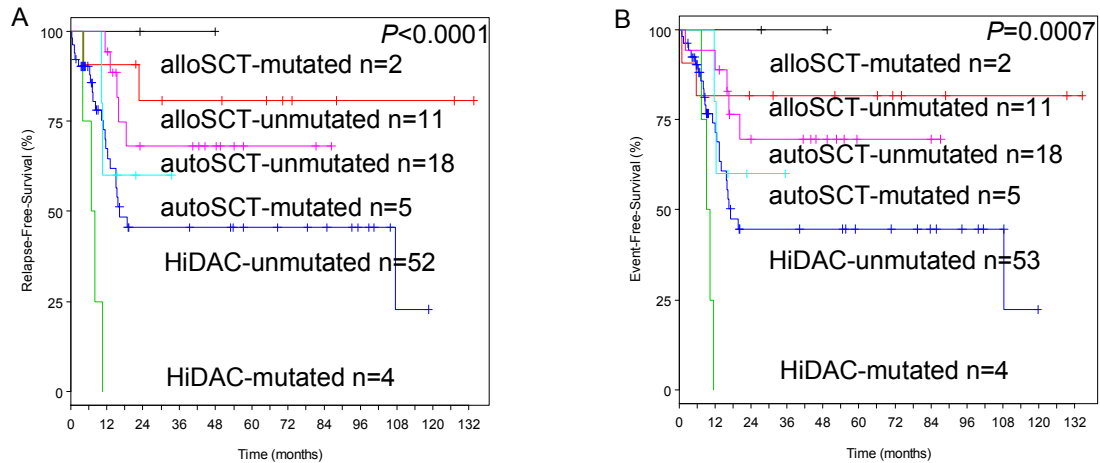 A
P<0.0001
100
75
50
25
0
Relapse-Free-Survival (%)
alloSCT-mutated n=2
alloSCT-unmutated n=11
autoSCT-unmutated n=18
autoSCT-mutated n=5
HiDAC-unmutated n=52
HiDAC-mutated n=4
0 12 24 36 48 60 72 84 96 108 120 132
Time (months)
B
P=0.0007
100
75
50
25
0
Event-Free-Survival (%)
alloSCT-mutated n=2
alloSCT-unmutated n=11
autoSCT-unmutated n=18
autoSCT-mutated n=5
HiDAC-unmutated n=53
HiDAC-mutated n=4
0 12 24 36 48 60 72 84 96 108 120 132
Time (months)